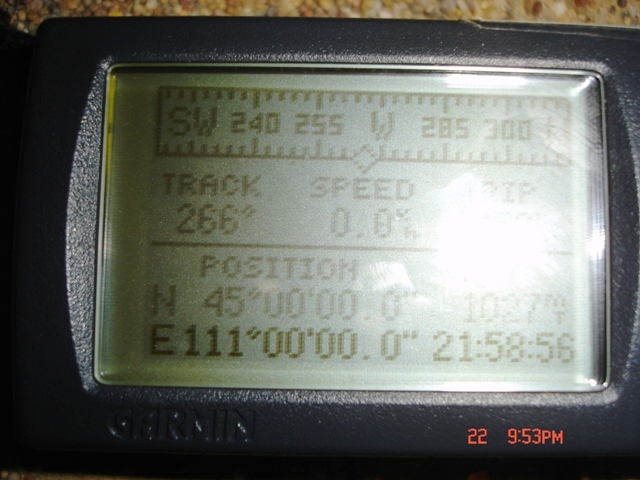 SW 240 255 W 285 300
TRACK SPEED
266° 0.0
POSITION
N 45°00'00.0"
E 111°00'00.0" 21:58:56
GARMIN
22 9:53PM